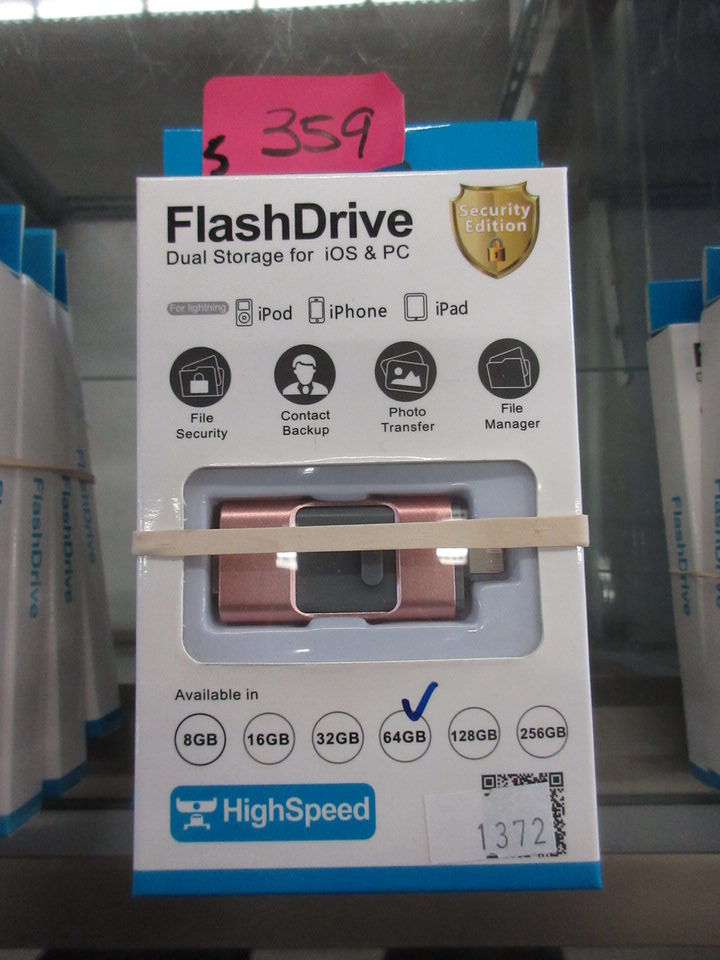 s 359
FlashDrive
Security
Edition
Dual Storage for iOS & PC
For lightning iPod iPhone iPad
File
Security
Contact
Backup
Photo
Transfer
File
Manager
Available in
8GB 16GB 32GB 64GB 128GB 256GB
HighSpeed
1372
FlashDrive
FlashDrive
FlashDrive